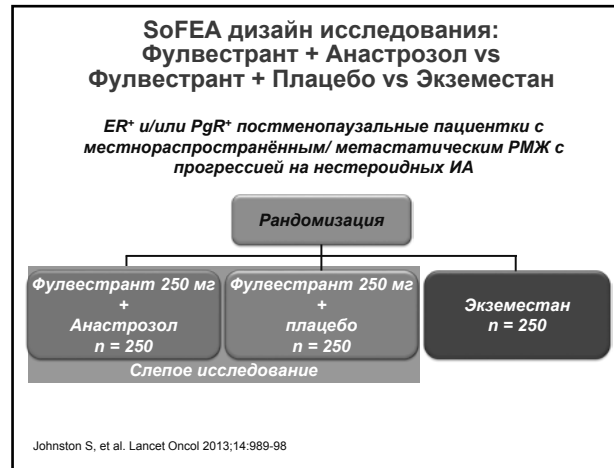 SoFEA дизайн исследования:
Фулвестрант + Анастрозол vs
Фулвестрант + Плацебо vs Экземестан
ER⁺ и/или PgR⁺ постменопаузальные пациентки с
местнораспространённым/ метастатическим РМЖ с
прогрессией на нестероидных ИА
Рандомизация
Фулвестрант 250 мг
+
Анастрозол
n = 250
Фулвестрант 250 мг
+
плацебо
n = 250
Экземестан
n = 250
Слепое исследование
Johnston S, et al. Lancet Oncol 2013;14:989-98